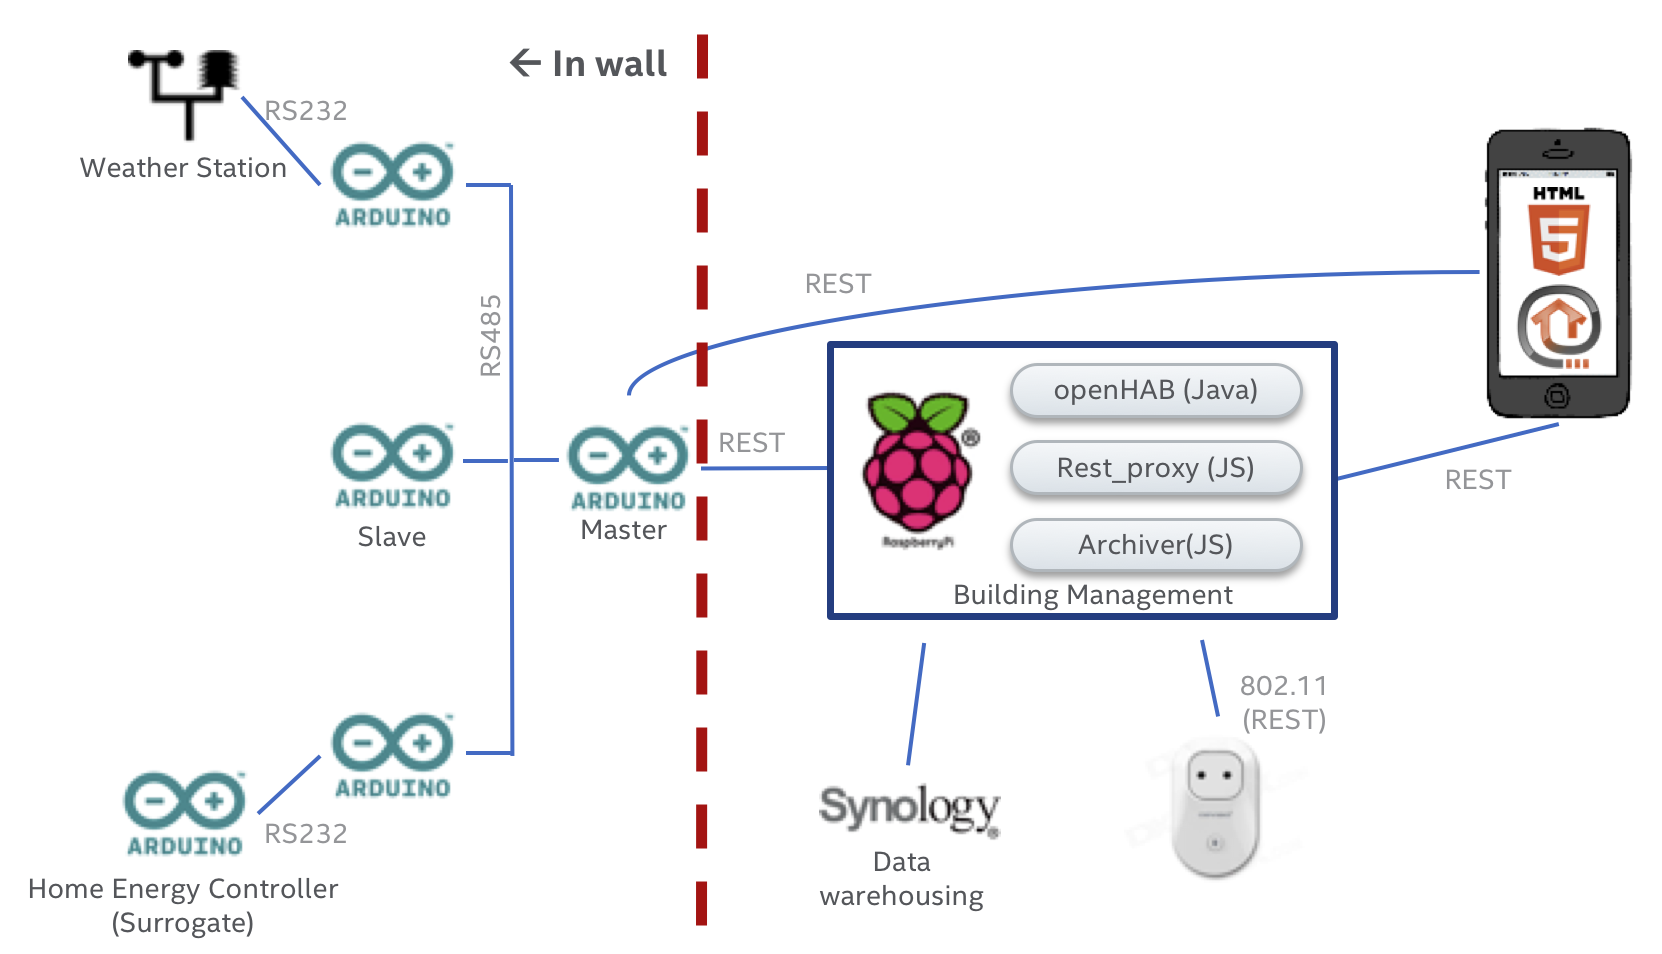 ← In wall
RS232
Weather Station
ARDUINO
RS485
REST
HTML
5
ARDUINO
Slave
ARDUINO
Master
REST
RaspberryPi
®
openHAB (Java)
Rest_proxy (JS)
Archiver(JS)
Building Management
REST
ARDUINO
ARDUINO
RS232
Home Energy Controller
(Surrogate)
Synology®
Data
warehousing
802.11
(REST)